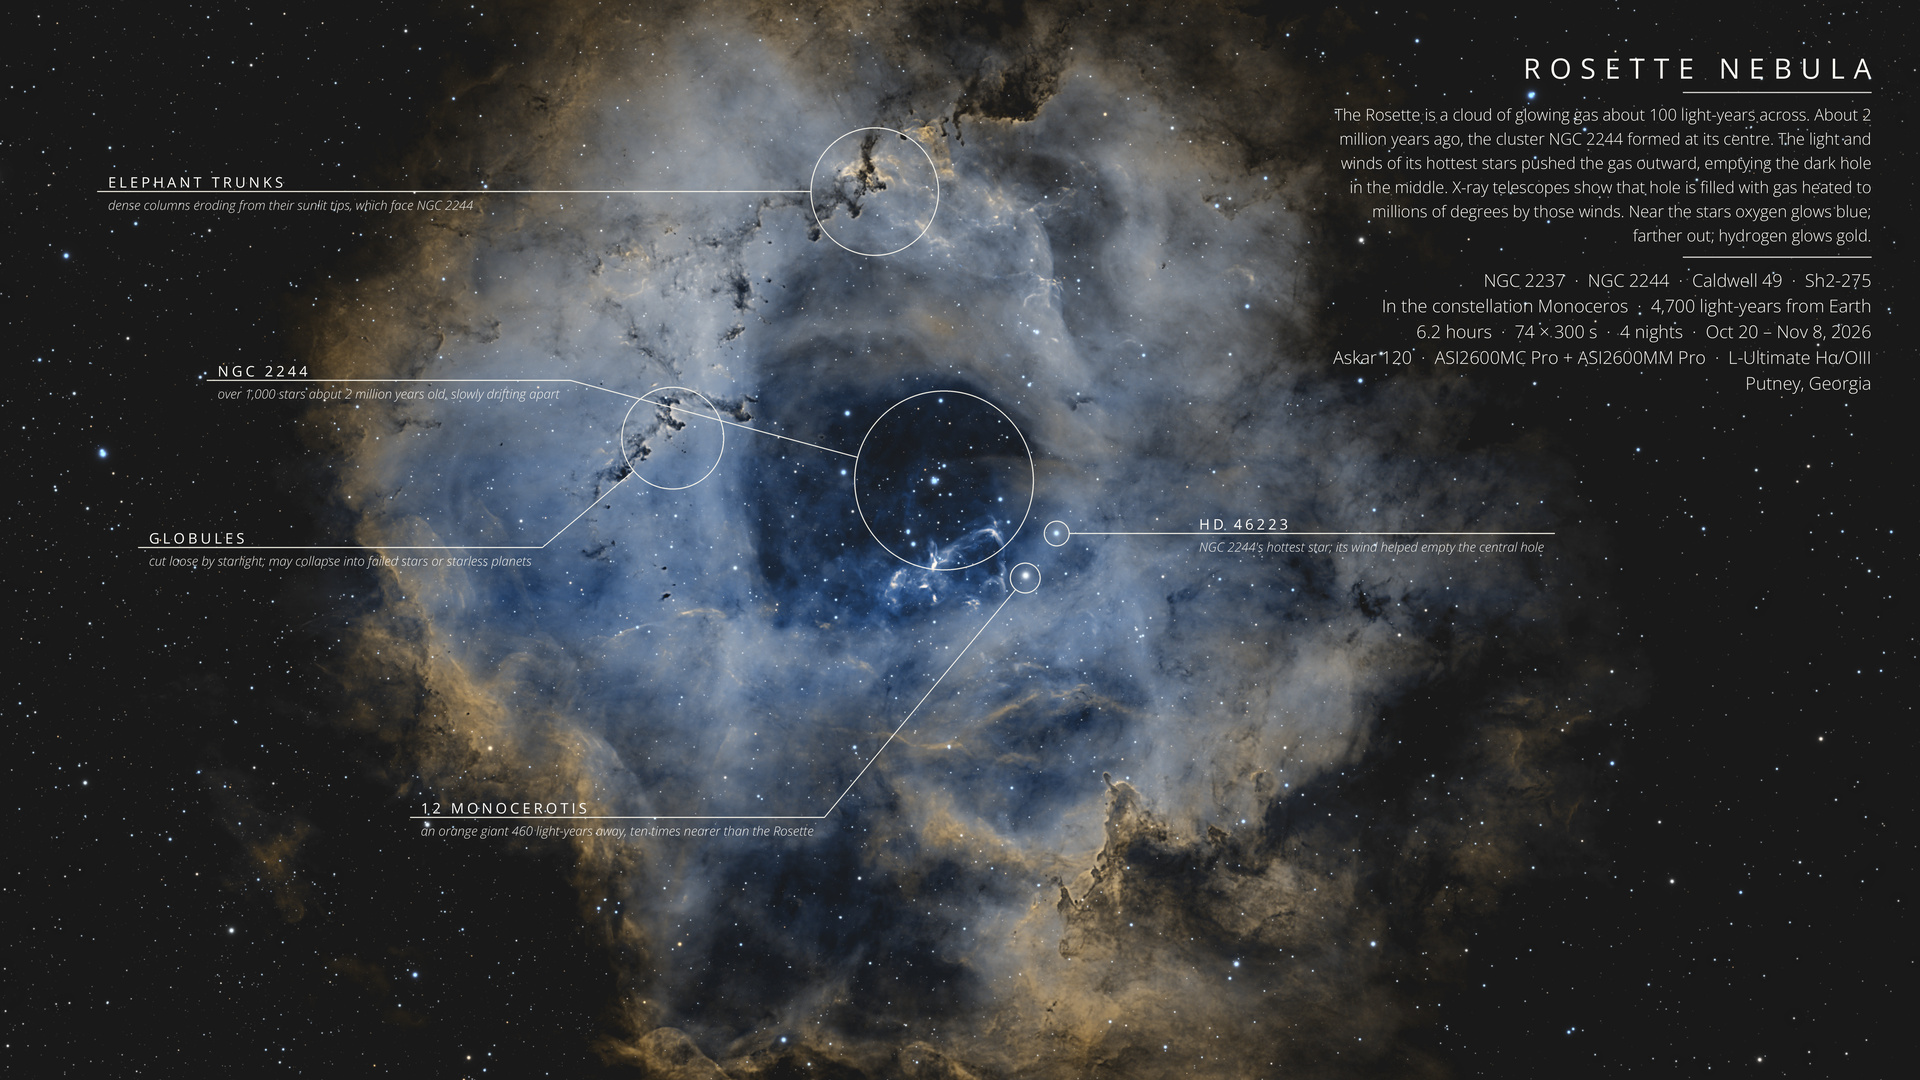 ROSETTE NEBULA
The Rosette is a cloud of glowing gas about 100 light-years across. About 2
million years ago, the cluster NGC 2244 formed at its centre. The light and
winds of its hottest stars pushed the gas outward, emptying the dark hole
in the middle. X-ray telescopes show that hole is filled with gas heated to
millions of degrees by those winds. Near the stars oxygen glows blue;
farther out; hydrogen glows gold.
NGC 2237 · NGC 2244 · Caldwell 49 · Sh2-275
In the constellation Monoceros · 4,700 light-years from Earth
6.2 hours · 74 × 300 s · 4 nights · Oct 20 – Nov 8, 2026
Askar 120 · ASI2600MC Pro + ASI2600MM Pro · L-Ultimate Hα/OIII
Putney, Georgia
ELEPHANT TRUNKS
dense columns eroding from their sunlit tips, which face NGC 2244
NGC 2244
over 1,000 stars about 2 million years old, slowly drifting apart
GLOBULES
cut loose by starlight; may collapse into failed stars or starless planets
HD 46223
NGC 2244's hottest star; its wind helped empty the central hole
12 MONOCEROTIS
an orange giant 460 light-years away, ten times nearer than the Rosette